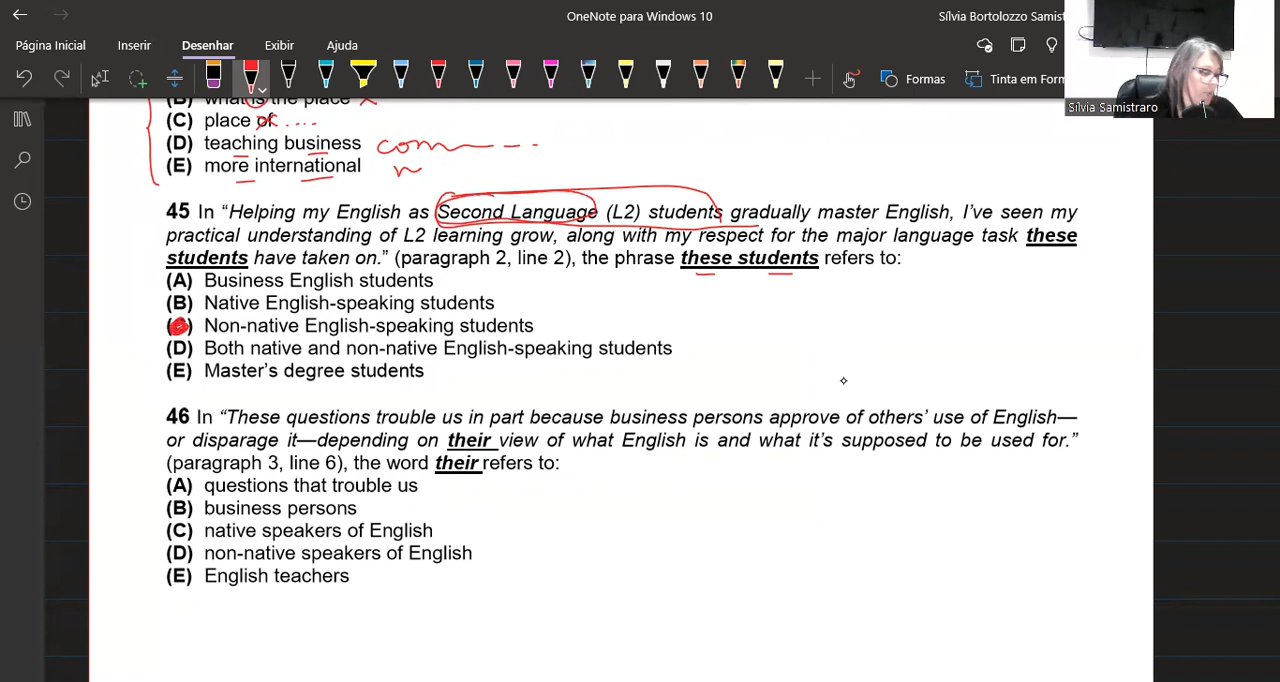 OneNote para Windows 10
Sílvia Bortolozzo Samist
Página Inicial Inserir Desenhar Exibir Ajuda
Formas Tinta em Form
Sílvia Samistraro
(B) what is the place x
(C) place of ....
(D) teaching business com
(E) more international
45 In “Helping my English as Second Language (L2) students gradually master English, I’ve seen my
practical understanding of L2 learning grow, along with my respect for the major language task these
students have taken on.” (paragraph 2, line 2), the phrase these students refers to:
(A) Business English students
(B) Native English-speaking students
( ) Non-native English-speaking students
(D) Both native and non-native English-speaking students
(E) Master’s degree students
46 In “These questions trouble us in part because business persons approve of others’ use of English—
or disparage it—depending on their view of what English is and what it’s supposed to be used for.”
(paragraph 3, line 6), the word their refers to:
(A) questions that trouble us
(B) business persons
(C) native speakers of English
(D) non-native speakers of English
(E) English teachers